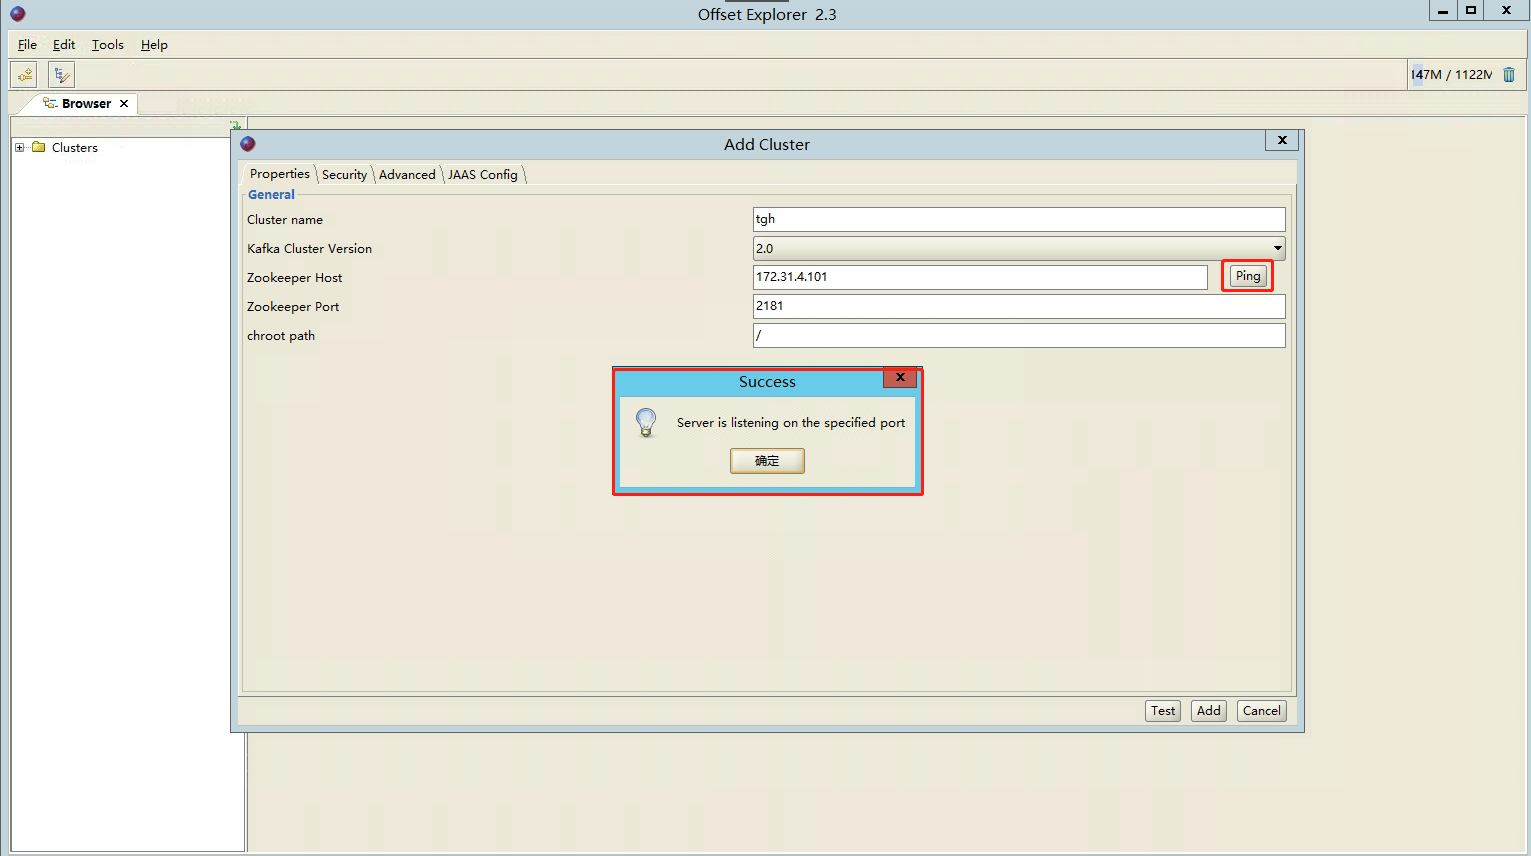 Offset Explorer 2.3
File Edit Tools Help
147M / 1122M
Browser
Clusters
Add Cluster
Properties Security Advanced JAAS Config
General
Cluster name tgh
Kafka Cluster Version 2.0
Zookeeper Host 172.31.4.101 Ping
Zookeeper Port 2181
chroot path /
Success
Server is listening on the specified port
确定
Test Add Cancel